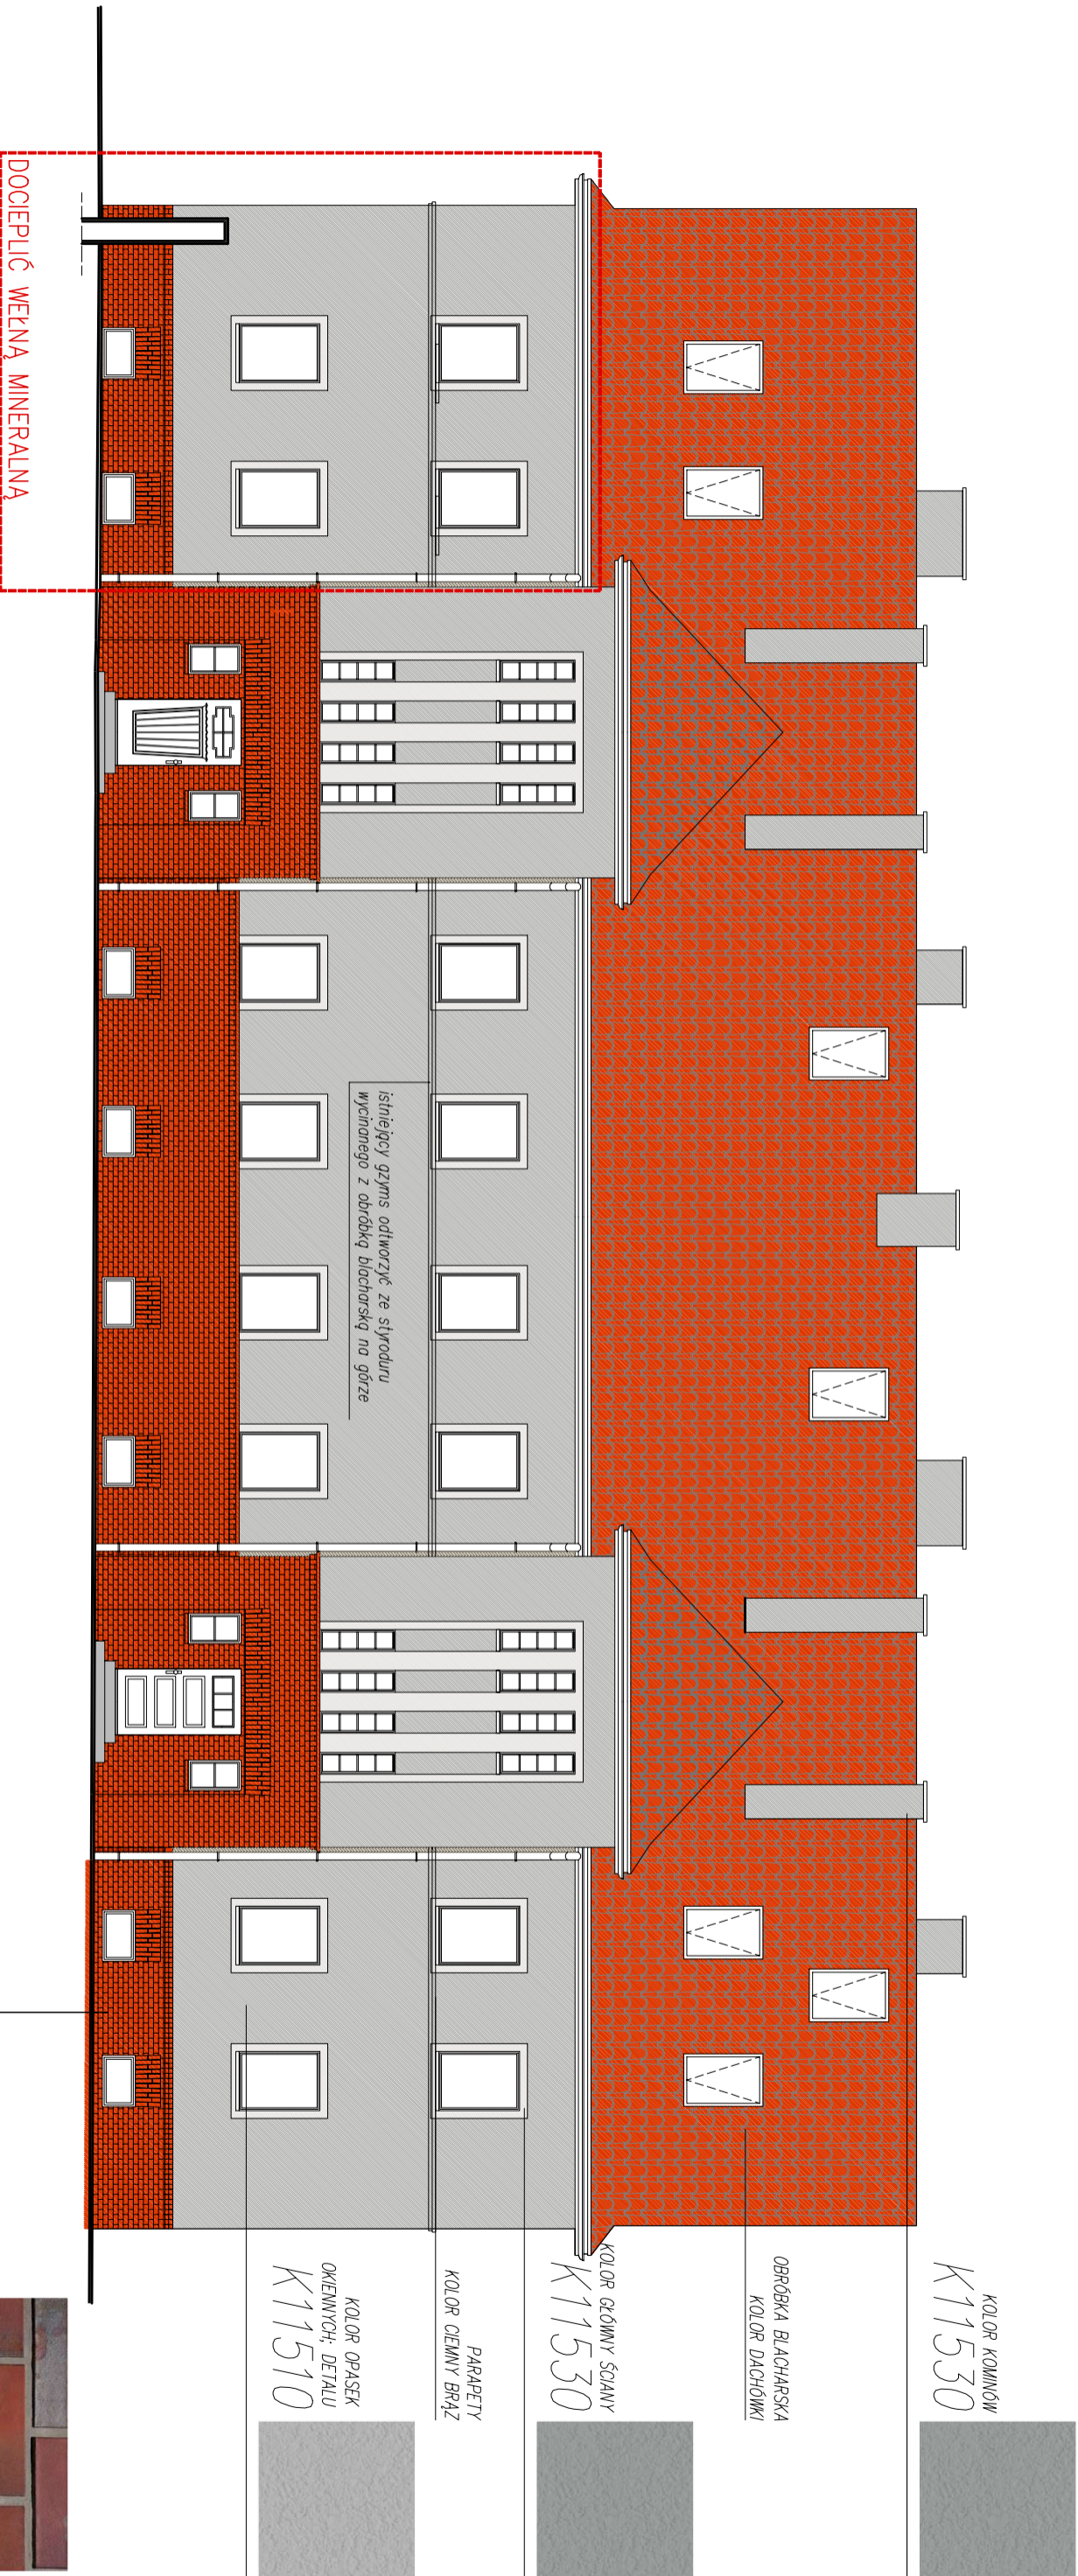 KOLOR KOMINÓW
K11530
OBRÓBKA BLACHARSKA
KOLOR DACHÓWKI
KOLOR GŁÓWNY ŚCIANY
K11530
PARAPETY
KOLOR CIEMNY BRĄZ
KOLOR OPASEK
OKIENNYCH; DETALU
K11510
istniejący gzyms odtworzyć ze styroduru
wycinanego z obróbką blacharską na górze
DOCIEPLIĆ WEŁNĄ MINERALNĄ